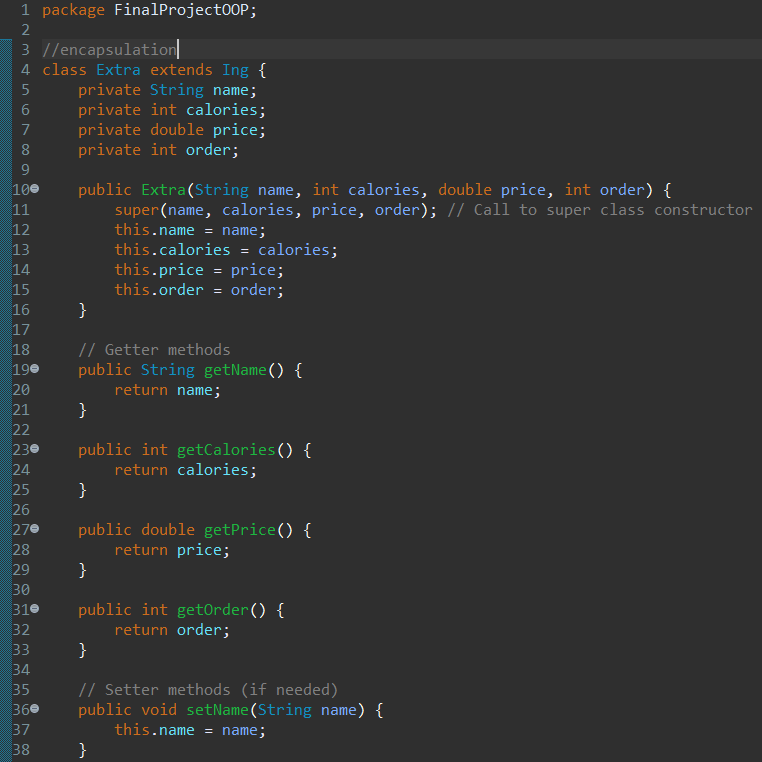 1 package FinalProjectOOP;
2
3 //encapsulation
4 class Extra extends Ing {
5     private String name;
6     private int calories;
7     private double price;
8     private int order;
9
10     public Extra(String name, int calories, double price, int order) {
11         super(name, calories, price, order); // Call to super class constructor
12         this.name = name;
13         this.calories = calories;
14         this.price = price;
15         this.order = order;
16     }
17
18     // Getter methods
19     public String getName() {
20         return name;
21     }
22
23     public int getCalories() {
24         return calories;
25     }
26
27     public double getPrice() {
28         return price;
29     }
30
31     public int getOrder() {
32         return order;
33     }
34
35     // Setter methods (if needed)
36     public void setName(String name) {
37         this.name = name;
38     }